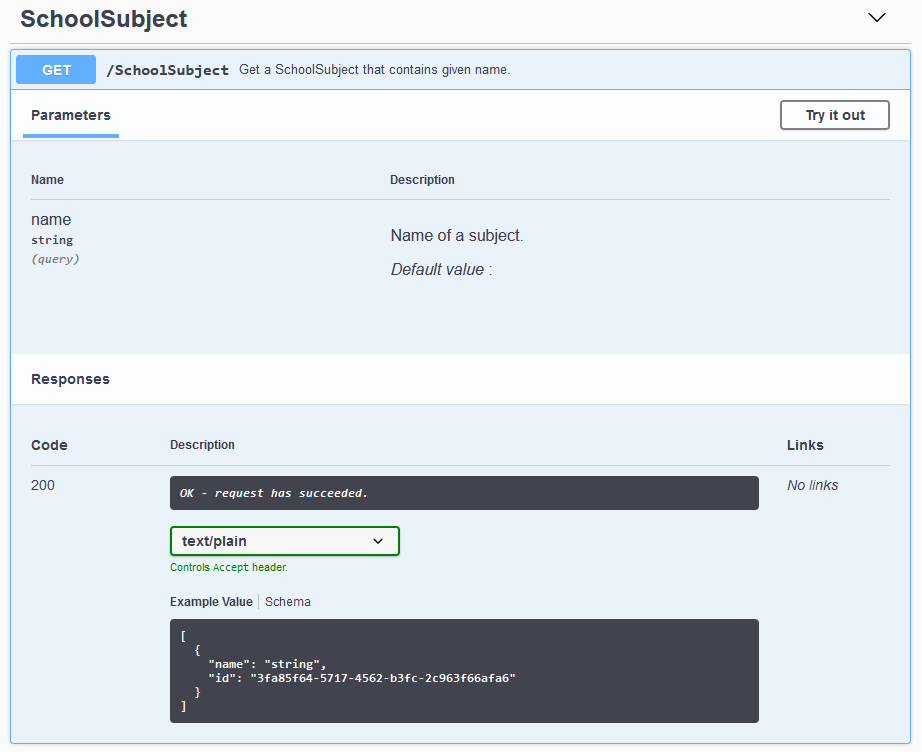 SchoolSubject
GET /SchoolSubject Get a SchoolSubject that contains given name.
Parameters Try it out
Name Description
name
string
(query)
Name of a subject.
Default value :
Responses
Code Description Links
200 OK - request has succeeded. No links
text/plain
Controls Accept header.
Example Value Schema
[
  {
    "name": "string",
    "id": "3fa85f64-5717-4562-b3fc-2c963f66afa6"
  }
]